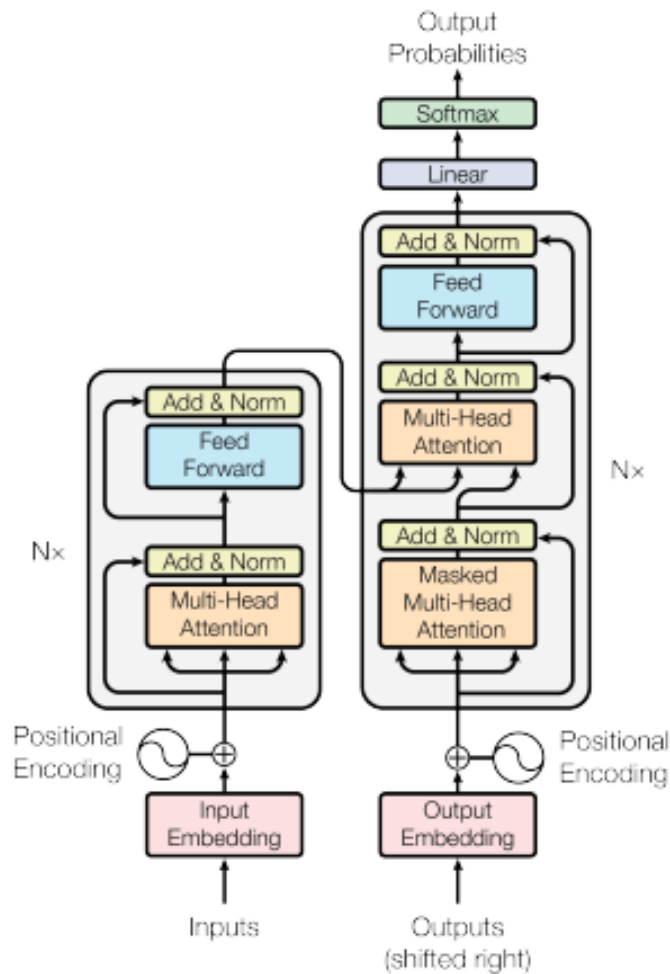 Output
Probabilities
Softmax
Linear
Add & Norm
Feed
Forward
Add & Norm
Multi-Head
Attention
Nx
Add & Norm
Masked
Multi-Head
Attention
Add & Norm
Feed
Forward
Nx
Add & Norm
Multi-Head
Attention
Positional
Encoding
Positional
Encoding
Input
Embedding
Output
Embedding
Inputs
Outputs
(shifted right)